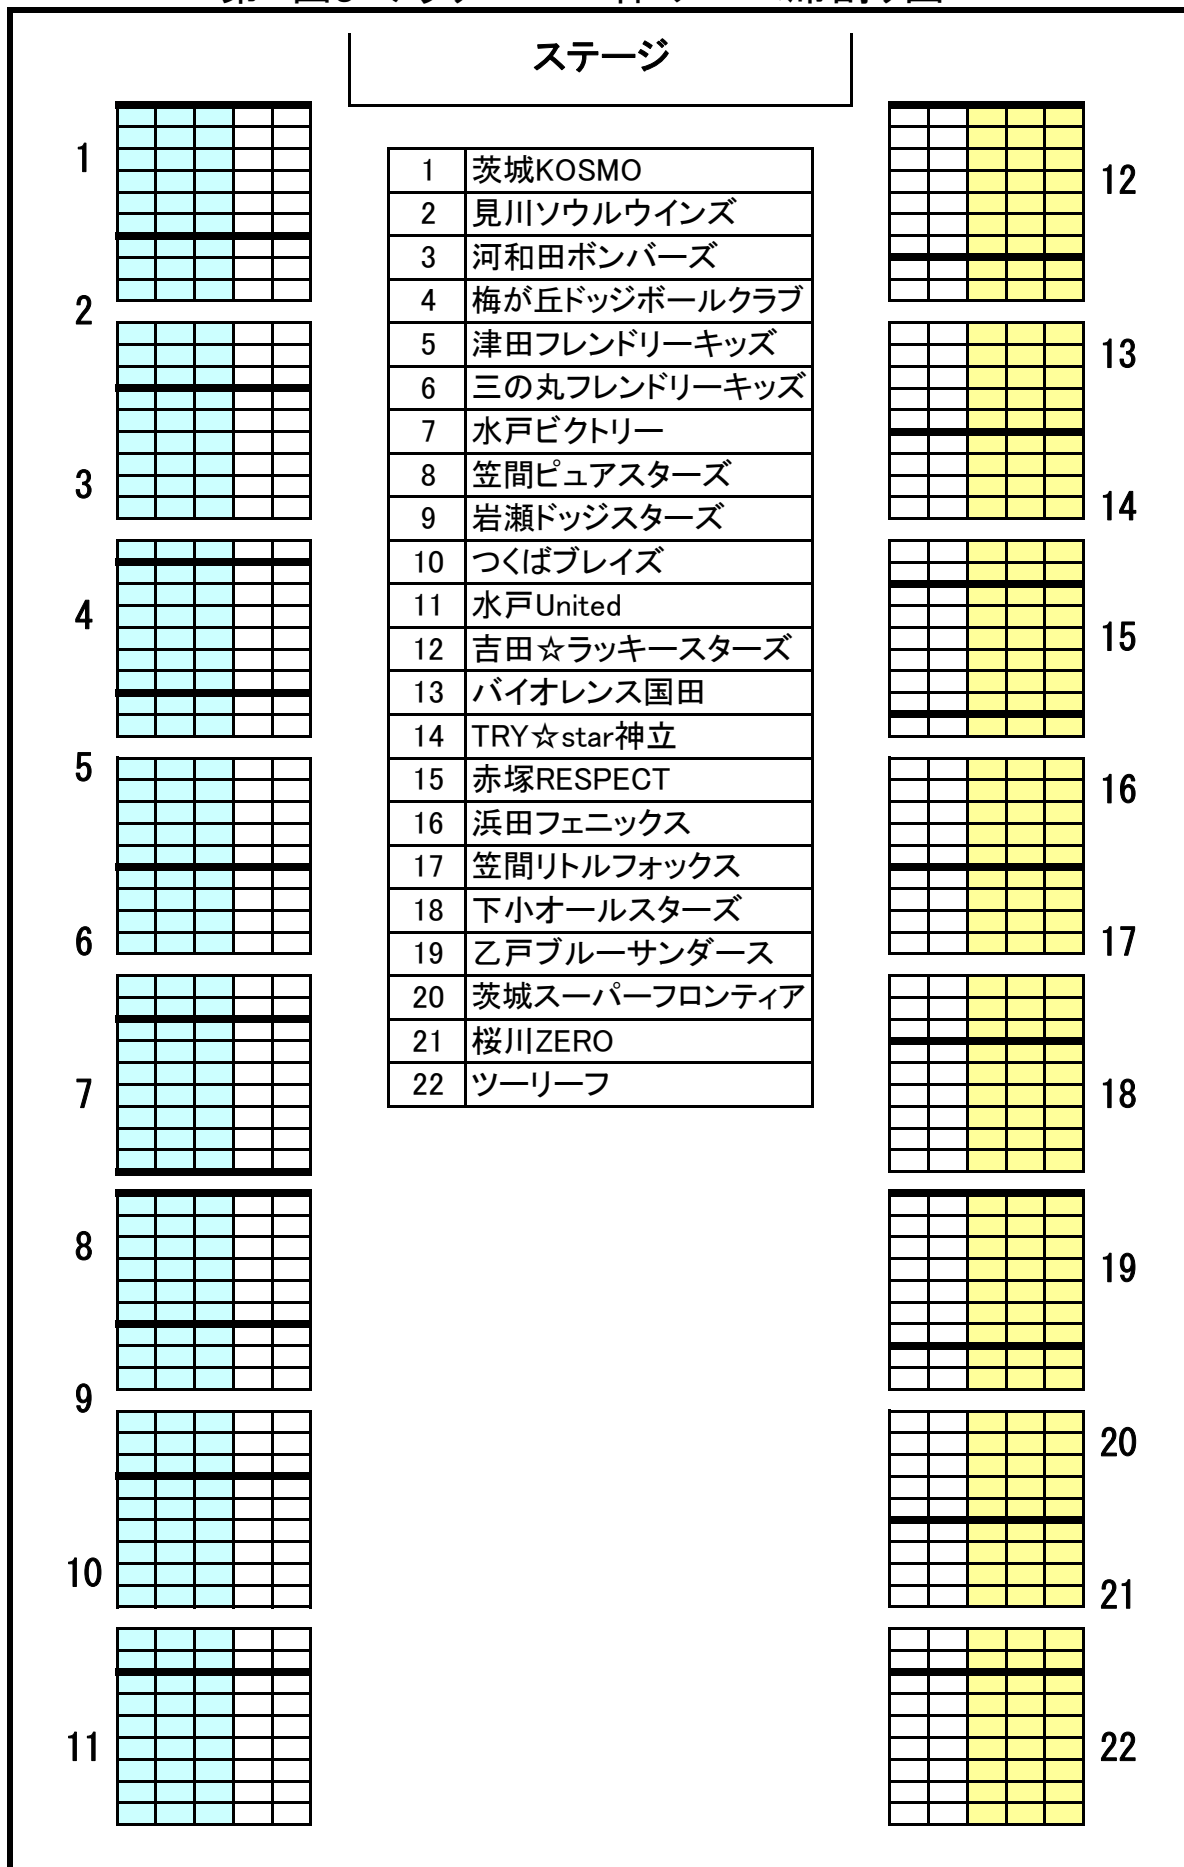 ステージ
1 茨城KOSMO
2 見川ソウルウインズ
3 河和田ボンバーズ
4 梅が丘ドッジボールクラブ
5 津田フレンドリーキッズ
6 三の丸フレンドリーキッズ
7 水戸ビクトリー
8 笠間ピュアスターズ
9 岩瀬ドッジスターズ
10 つくばブレイズ
11 水戸United
12 吉田☆ラッキースターズ
13 バイオレンス国田
14 TRY☆star神立
15 赤塚RESPECT
16 浜田フェニックス
17 笠間リトルフォックス
18 下小オールスターズ
19 乙戸ブルーサンダース
20 茨城スーパーフロンティア
21 桜川ZERO
22 ツーリーフ
1
2
3
4
5
6
7
8
9
10
11
12
13
14
15
16
17
18
19
20
21
22